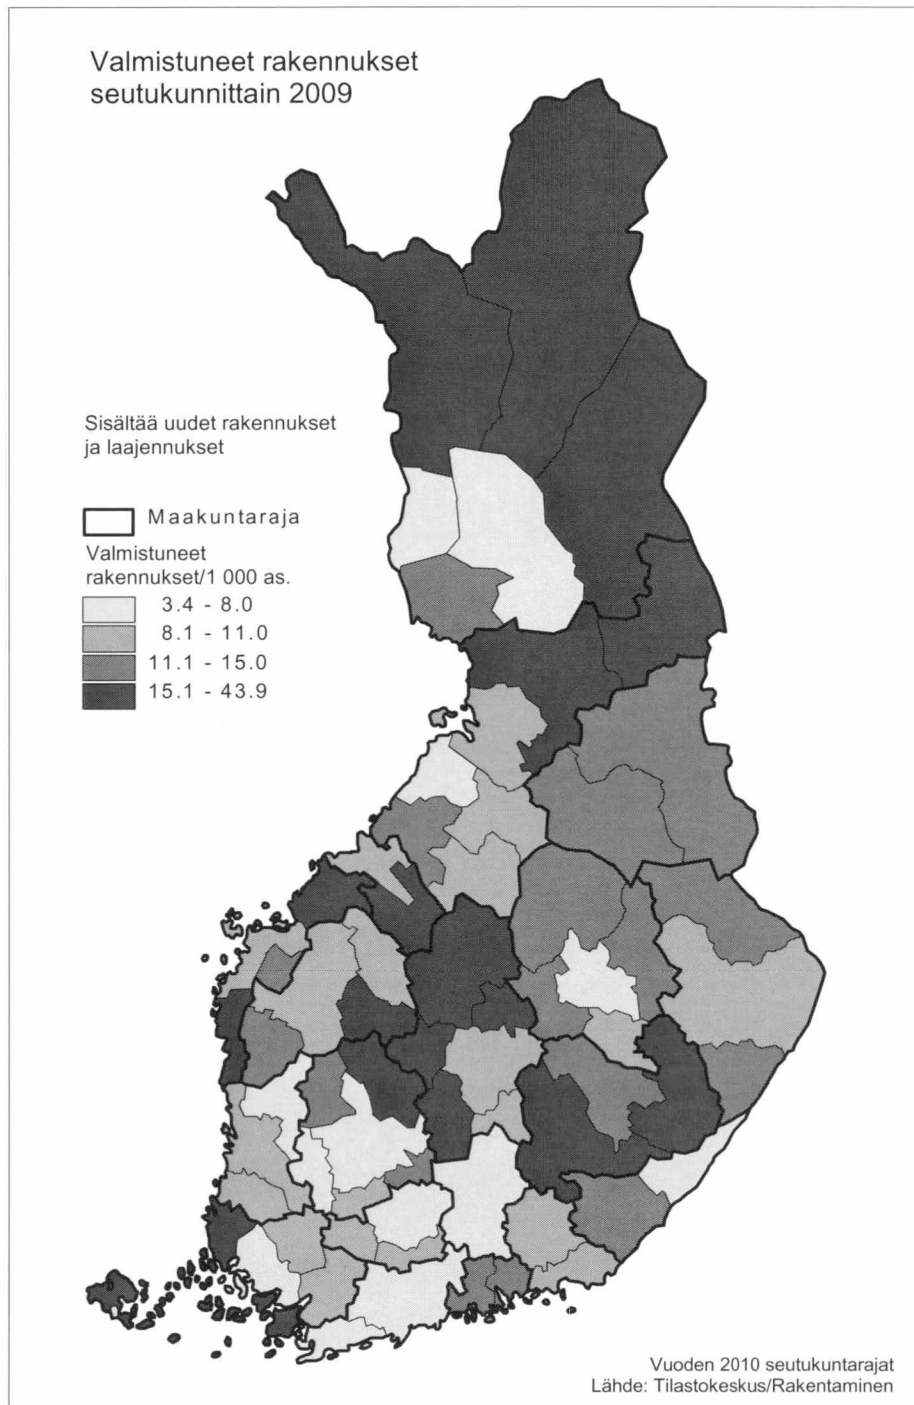 Valmistuneet rakennukset
seutukunnittain 2009
Sisältää uudet rakennukset
ja laajennukset
Maakuntaraja
Valmistuneet
rakennukset/1 000 as.
3.4 - 8.0
8.1 - 11.0
11.1 - 15.0
15.1 - 43.9
Vuoden 2010 seutukuntarajat
Lähde: Tilastokeskus/Rakentaminen